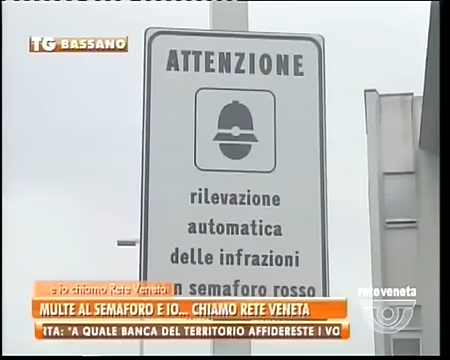 TG BASSANO
ATTENZIONE
rilevazione
automatica
delle infrazioni
n semaforo rosso
e io chiamo Rete Veneta
MULTE AL SEMAFORO E IO... CHIAMO RETE VENETA
reteveneta
ITA: "A QUALE BANCA DEL TERRITORIO AFFIDERESTE I VO